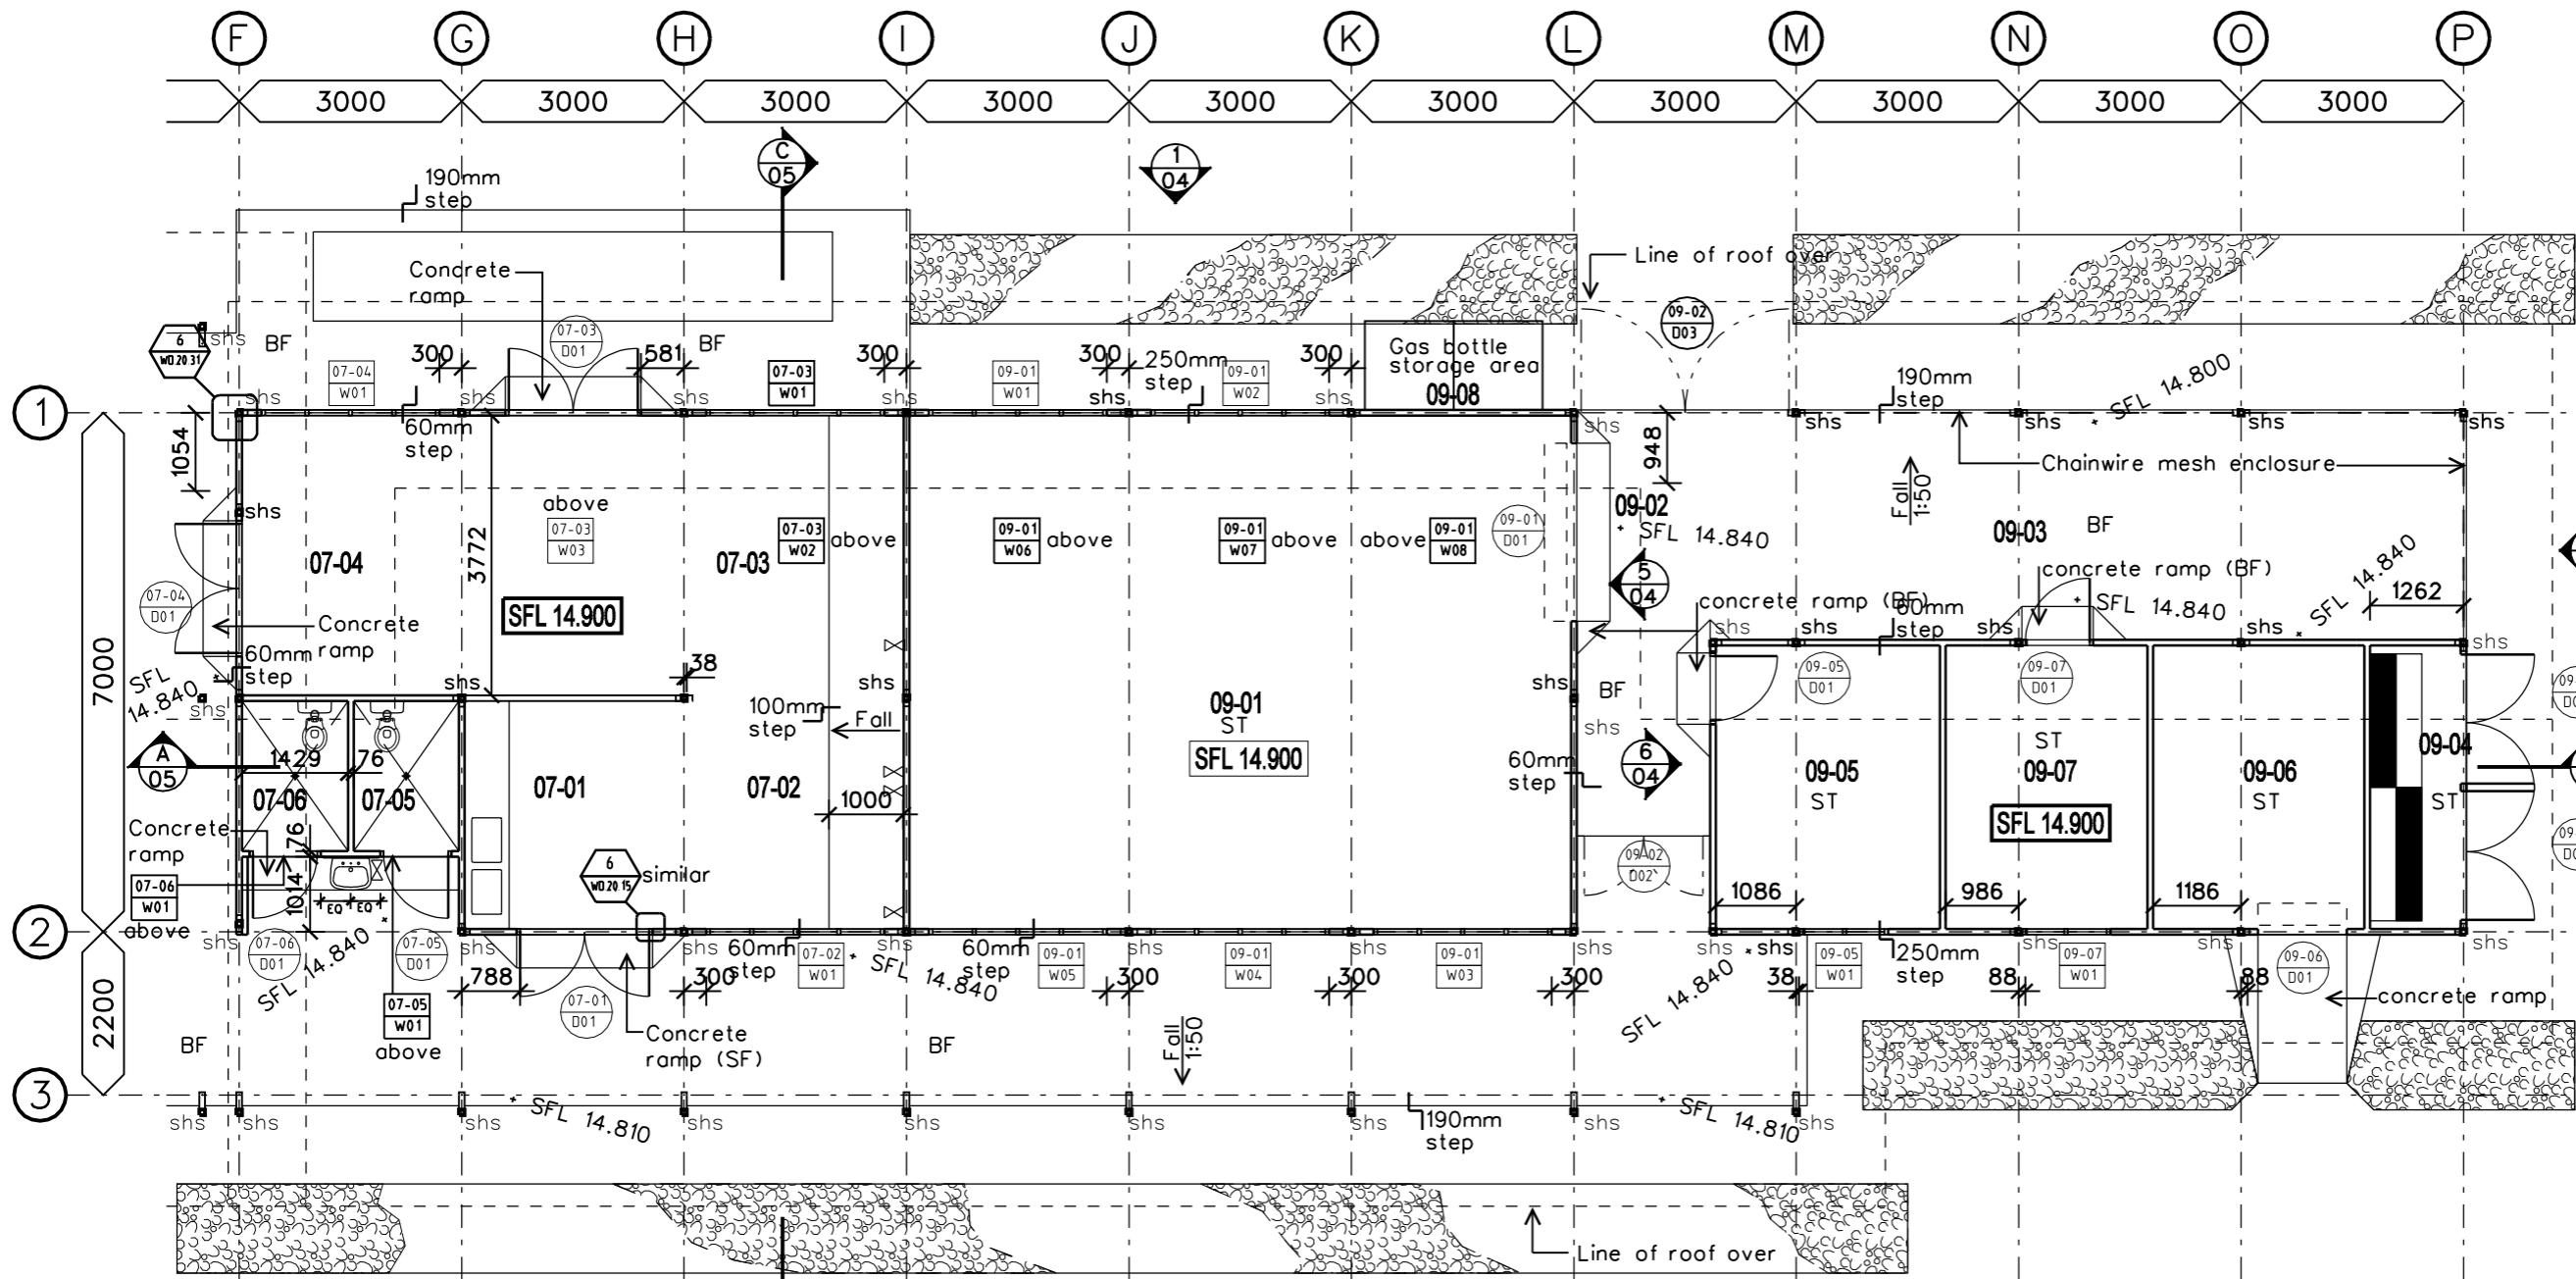 F G H I J K L M N O P
3000 3000 3000 3000 3000 3000 3000 3000 3000 3000
C
05
1
04
190mm
step
Concrete
ramp
Line of roof over
6
WD.20.31
shs
BF
07-03
D01
BF
09-02
D03
300
581
300
300
300
07-04
W01
07-03
W01
09-01
W01
250mm
step
09-01
W02
Gas bottle
storage area
09-08
190mm
step
SFL 14.800
1
shs shs shs shs shs shs shs shs shs shs shs
60mm
step
1054
948
Chainwire mesh enclosure
Fall
1:50
shs
above
07-03
W03
07-03
W02
above
09-01
W06
above
09-01
W07
above
above
09-01
W08
09-01
D01
09-02
SFL 14.840
09-03
BF
3772
07-04
07-03
SFL 14.900
5
04
concrete ramp (BF)
concrete ramp (BF)
SFL 14.840
SFL 14.840
1262
07-04
D01
Concrete
ramp
60mm
step
shs shs shs shs shs
60mm
step
7000
SFL
14.840
shs
shs
38
shs
shs
BF
shs
09-05
D01
09-07
D01
09-
100mm
step
Fall
09-01
ST
SFL 14.900
A
05
1429
76
07-06
07-05
07-01
07-02
1000
60mm
step
6
04
09-05
ST
ST
09-07
SFL 14.900
09-06
ST
09-04
ST
09-
Concrete
ramp
76
1014
EQ EQ
07-06
W01
above
6
WD.20.15
similar
09-02
D02
1086
986
1186
2
shs shs shs shs shs shs shs shs shs shs
07-06
D01
SFL 14.840
07-05
D01
60mm
step
07-02
W01
SFL 14.840
60mm
step
09-01
W05
09-01
W04
09-01
W03
09-05
W01
250mm
step
09-07
W01
09-06
D01
788
07-01
D01
300
300
300
300
SFL 14.840
38
88
88
concrete ramp
07-05
W01
above
2200
BF
Concrete
ramp (SF)
BF
Fall
1:50
3
shs shs shs shs shs shs shs shs shs
SFL 14.810
190mm
step
SFL 14.810
Line of roof over